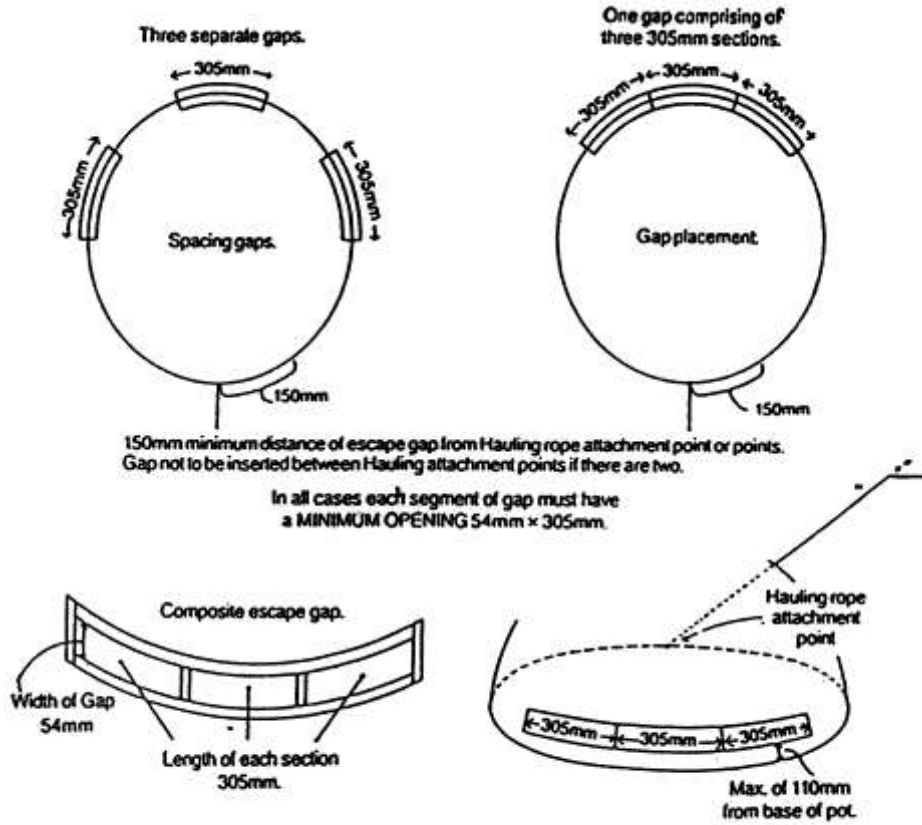 Three separate gaps.
305mm
305mm
305mm
Spacing gaps.
150mm
One gap comprising of
three 305mm sections.
305mm
305mm
305mm
Gap placement.
150mm
150mm minimum distance of escape gap from Hauling rope attachment point or points.
Gap not to be inserted between Hauling attachment points if there are two.
In all cases each segment of gap must have
a MINIMUM OPENING 54mm × 305mm.
Composite escape gap.
Width of Gap
54mm
Length of each section
305mm.
Hauling rope
attachment
point
305mm
305mm
305mm
Max. of 110mm
from base of pot.